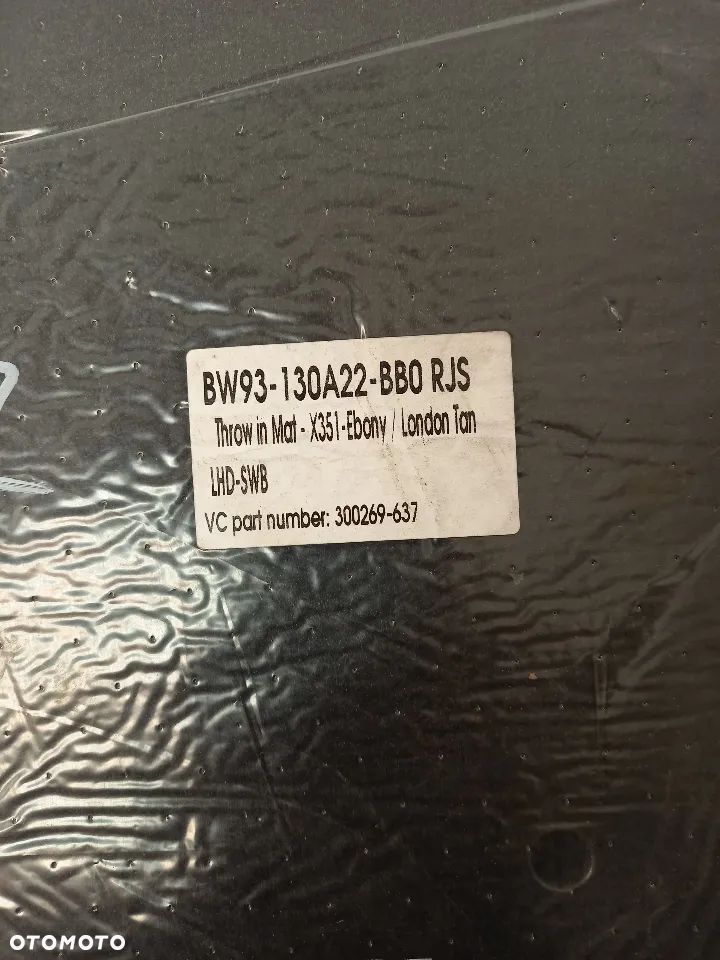 BW93-130A22-BB0 RJS
Throw in Mat - X351-Ebony / London Tan
LHD-SWB
VC part number: 300269-637
OTOMOTO